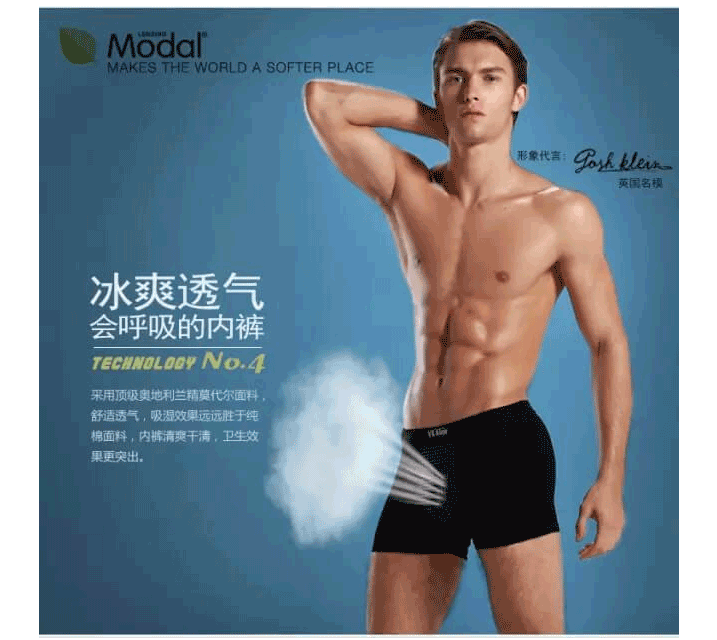 LENZING
Modal®
MAKES THE WORLD A SOFTER PLACE
形象代言：Gosh klein
英国名模
冰爽透气
会呼吸的内裤
TECHNOLOGY No.4
采用顶级奥地利兰精莫代尔面料，
舒适透气，吸湿效果远远胜于纯
棉面料，内裤清爽干清，卫生效
果更突出。